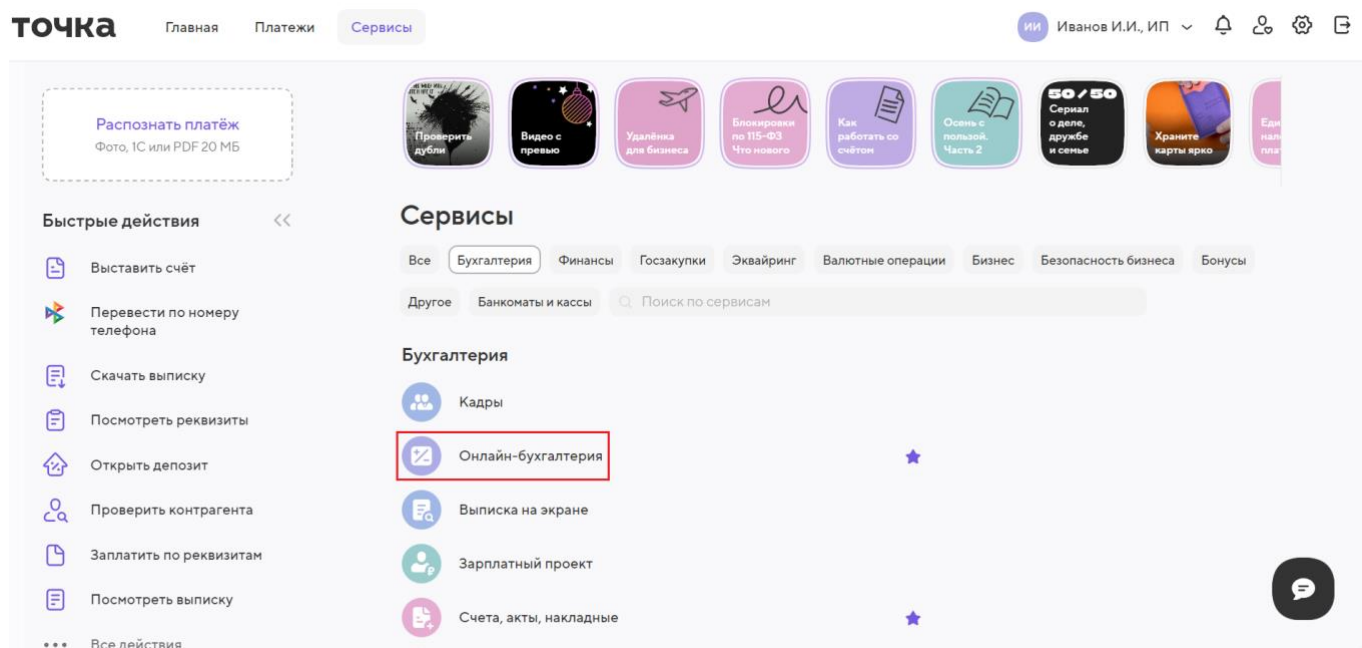 точка
Главная
Платежи
Сервисы
ИИ
Иванов И.И., ИП
Распознать платёж
Фото, 1С или PDF 20 МБ
Проверить
дубли
Видео с
превью
Удалёнка
для бизнеса
Блокировки
по 115-ФЗ
Что нового
Как
работать со
счётом
Осень с
пользой.
Часть 2
50/50
Сериал
о деле,
дружбе
и семье
Храните
карты ярко
Быстрые действия
Выставить счёт
Перевести по номеру
телефона
Скачать выписку
Посмотреть реквизиты
Открыть депозит
Проверить контрагента
Заплатить по реквизитам
Посмотреть выписку
Все действия
Сервисы
Все
Бухгалтерия
Финансы
Госзакупки
Эквайринг
Валютные операции
Бизнес
Безопасность бизнеса
Бонусы
Другое
Банкоматы и кассы
Поиск по сервисам
Бухгалтерия
Кадры
Онлайн-бухгалтерия
Выписка на экране
Зарплатный проект
Счета, акты, накладные